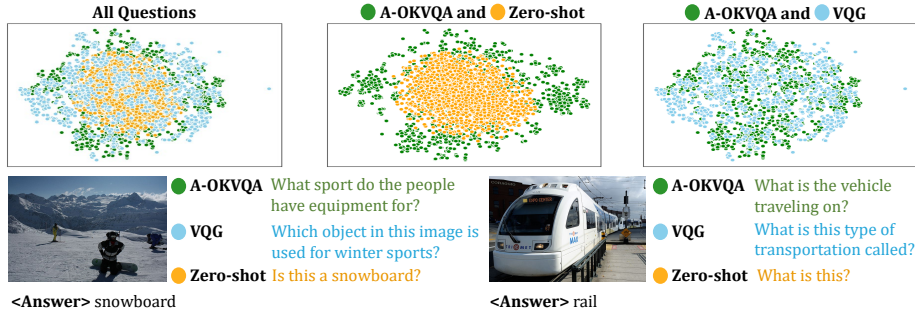 All Questions
A-OKVQA and Zero-shot
A-OKVQA and VQG
A-OKVQA What sport do the people
have equipment for?
VQG Which object in this image is
used for winter sports?
Zero-shot Is this a snowboard?
<Answer> snowboard
MAX
A-OKVQA What is the vehicle
traveling on?
VQG What is this type of
transportation called?
Zero-shot What is this?
<Answer> rail